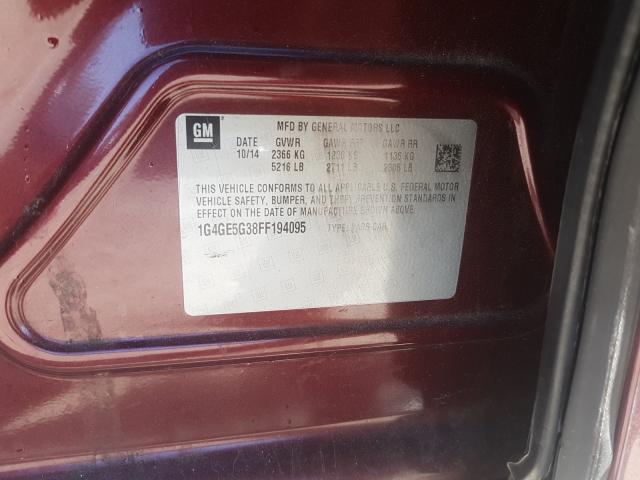 GM
MFD BY GENERAL MOTORS LLC
DATE GVWR GAWR FRT GAWR RR
10/14 2366 KG 1230 KG 1136 KG
5216 LB 2711 LB 2505 LB
THIS VEHICLE CONFORMS TO ALL APPLICABLE U.S. FEDERAL MOTOR
VEHICLE SAFETY, BUMPER, AND THEFT PREVENTION STANDARDS IN
EFFECT ON THE DATE OF MANUFACTURE SHOWN ABOVE.
1G4GE5G38FF194095 TYPE: PASS CAR